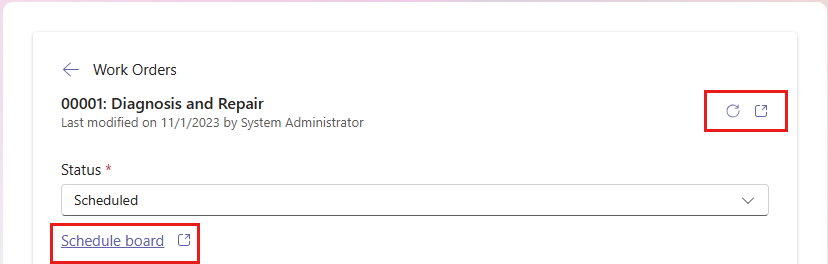 Work Orders
00001: Diagnosis and Repair
Last modified on 11/1/2023 by System Administrator
Status *
Scheduled
Schedule board